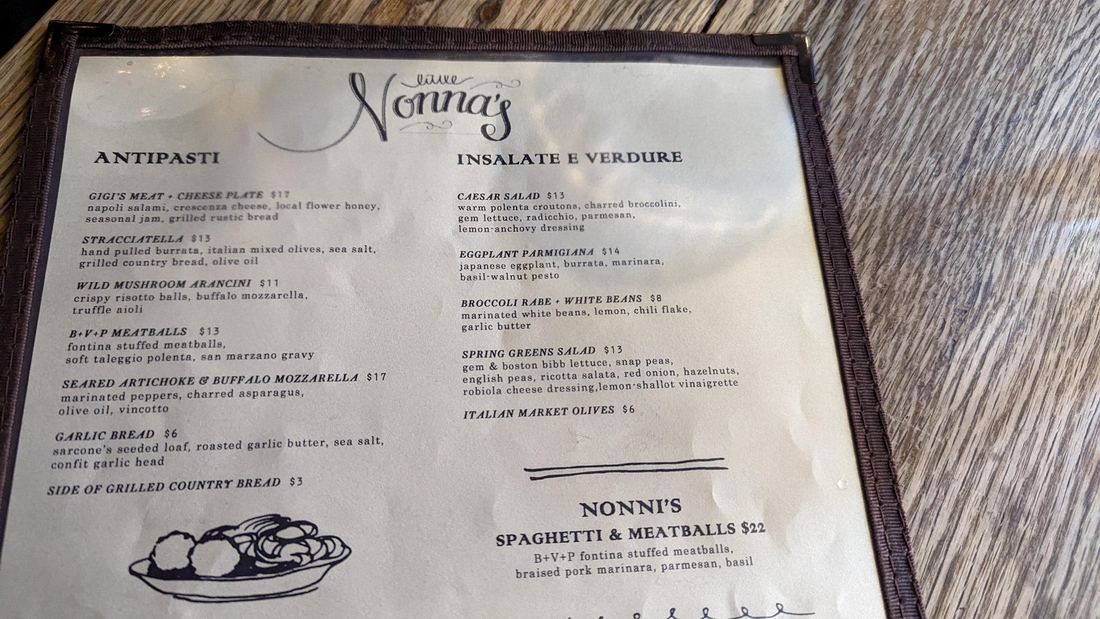 little
Nonna's
ANTIPASTI
GIGI'S MEAT + CHEESE PLATE $17
napoli salami, crescenza cheese, local flower honey,
seasonal jam, grilled rustic bread
STRACCIATELLA $13
hand pulled burrata, italian mixed olives, sea salt,
grilled country bread, olive oil
WILD MUSHROOM ARANCINI $11
crispy risotto balls, buffalo mozzarella,
truffle aioli
B+V+P MEATBALLS $13
fontina stuffed meatballs,
soft taleggio polenta, san marzano gravy
SEARED ARTICHOKE & BUFFALO MOZZARELLA $17
marinated peppers, charred asparagus,
olive oil, vincotto
GARLIC BREAD $6
sarcone's seeded loaf, roasted garlic butter, sea salt,
confit garlic head
SIDE OF GRILLED COUNTRY BREAD $3
INSALATE E VERDURE
CAESAR SALAD $13
warm polenta croutons, charred broccolini,
gem lettuce, radicchio, parmesan,
lemon-anchovy dressing
EGGPLANT PARMIGIANA $14
japanese eggplant, burrata, marinara,
basil-walnut pesto
BROCCOLI RABE + WHITE BEANS $8
marinated white beans, lemon, chili flake,
garlic butter
SPRING GREENS SALAD $13
gem & boston bibb lettuce, snap peas,
english peas, ricotta salata, red onion, hazelnuts,
robiola cheese dressing,lemon-shallot vinaigrette
ITALIAN MARKET OLIVES $6
NONNI'S
SPAGHETTI & MEATBALLS $22
B+V+P fontina stuffed meatballs,
braised pork marinara, parmesan, basil